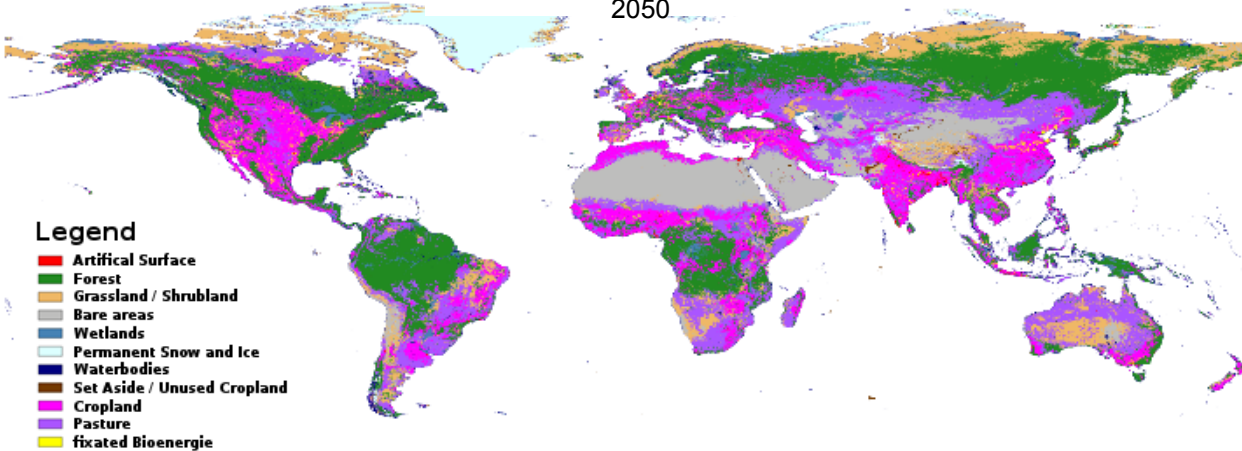 2050
Legend
Artifical Surface
Forest
Grassland / Shrubland
Bare areas
Wetlands
Permanent Snow and Ice
Waterbodies
Set Aside / Unused Cropland
Cropland
Pasture
fixated Bioenergie